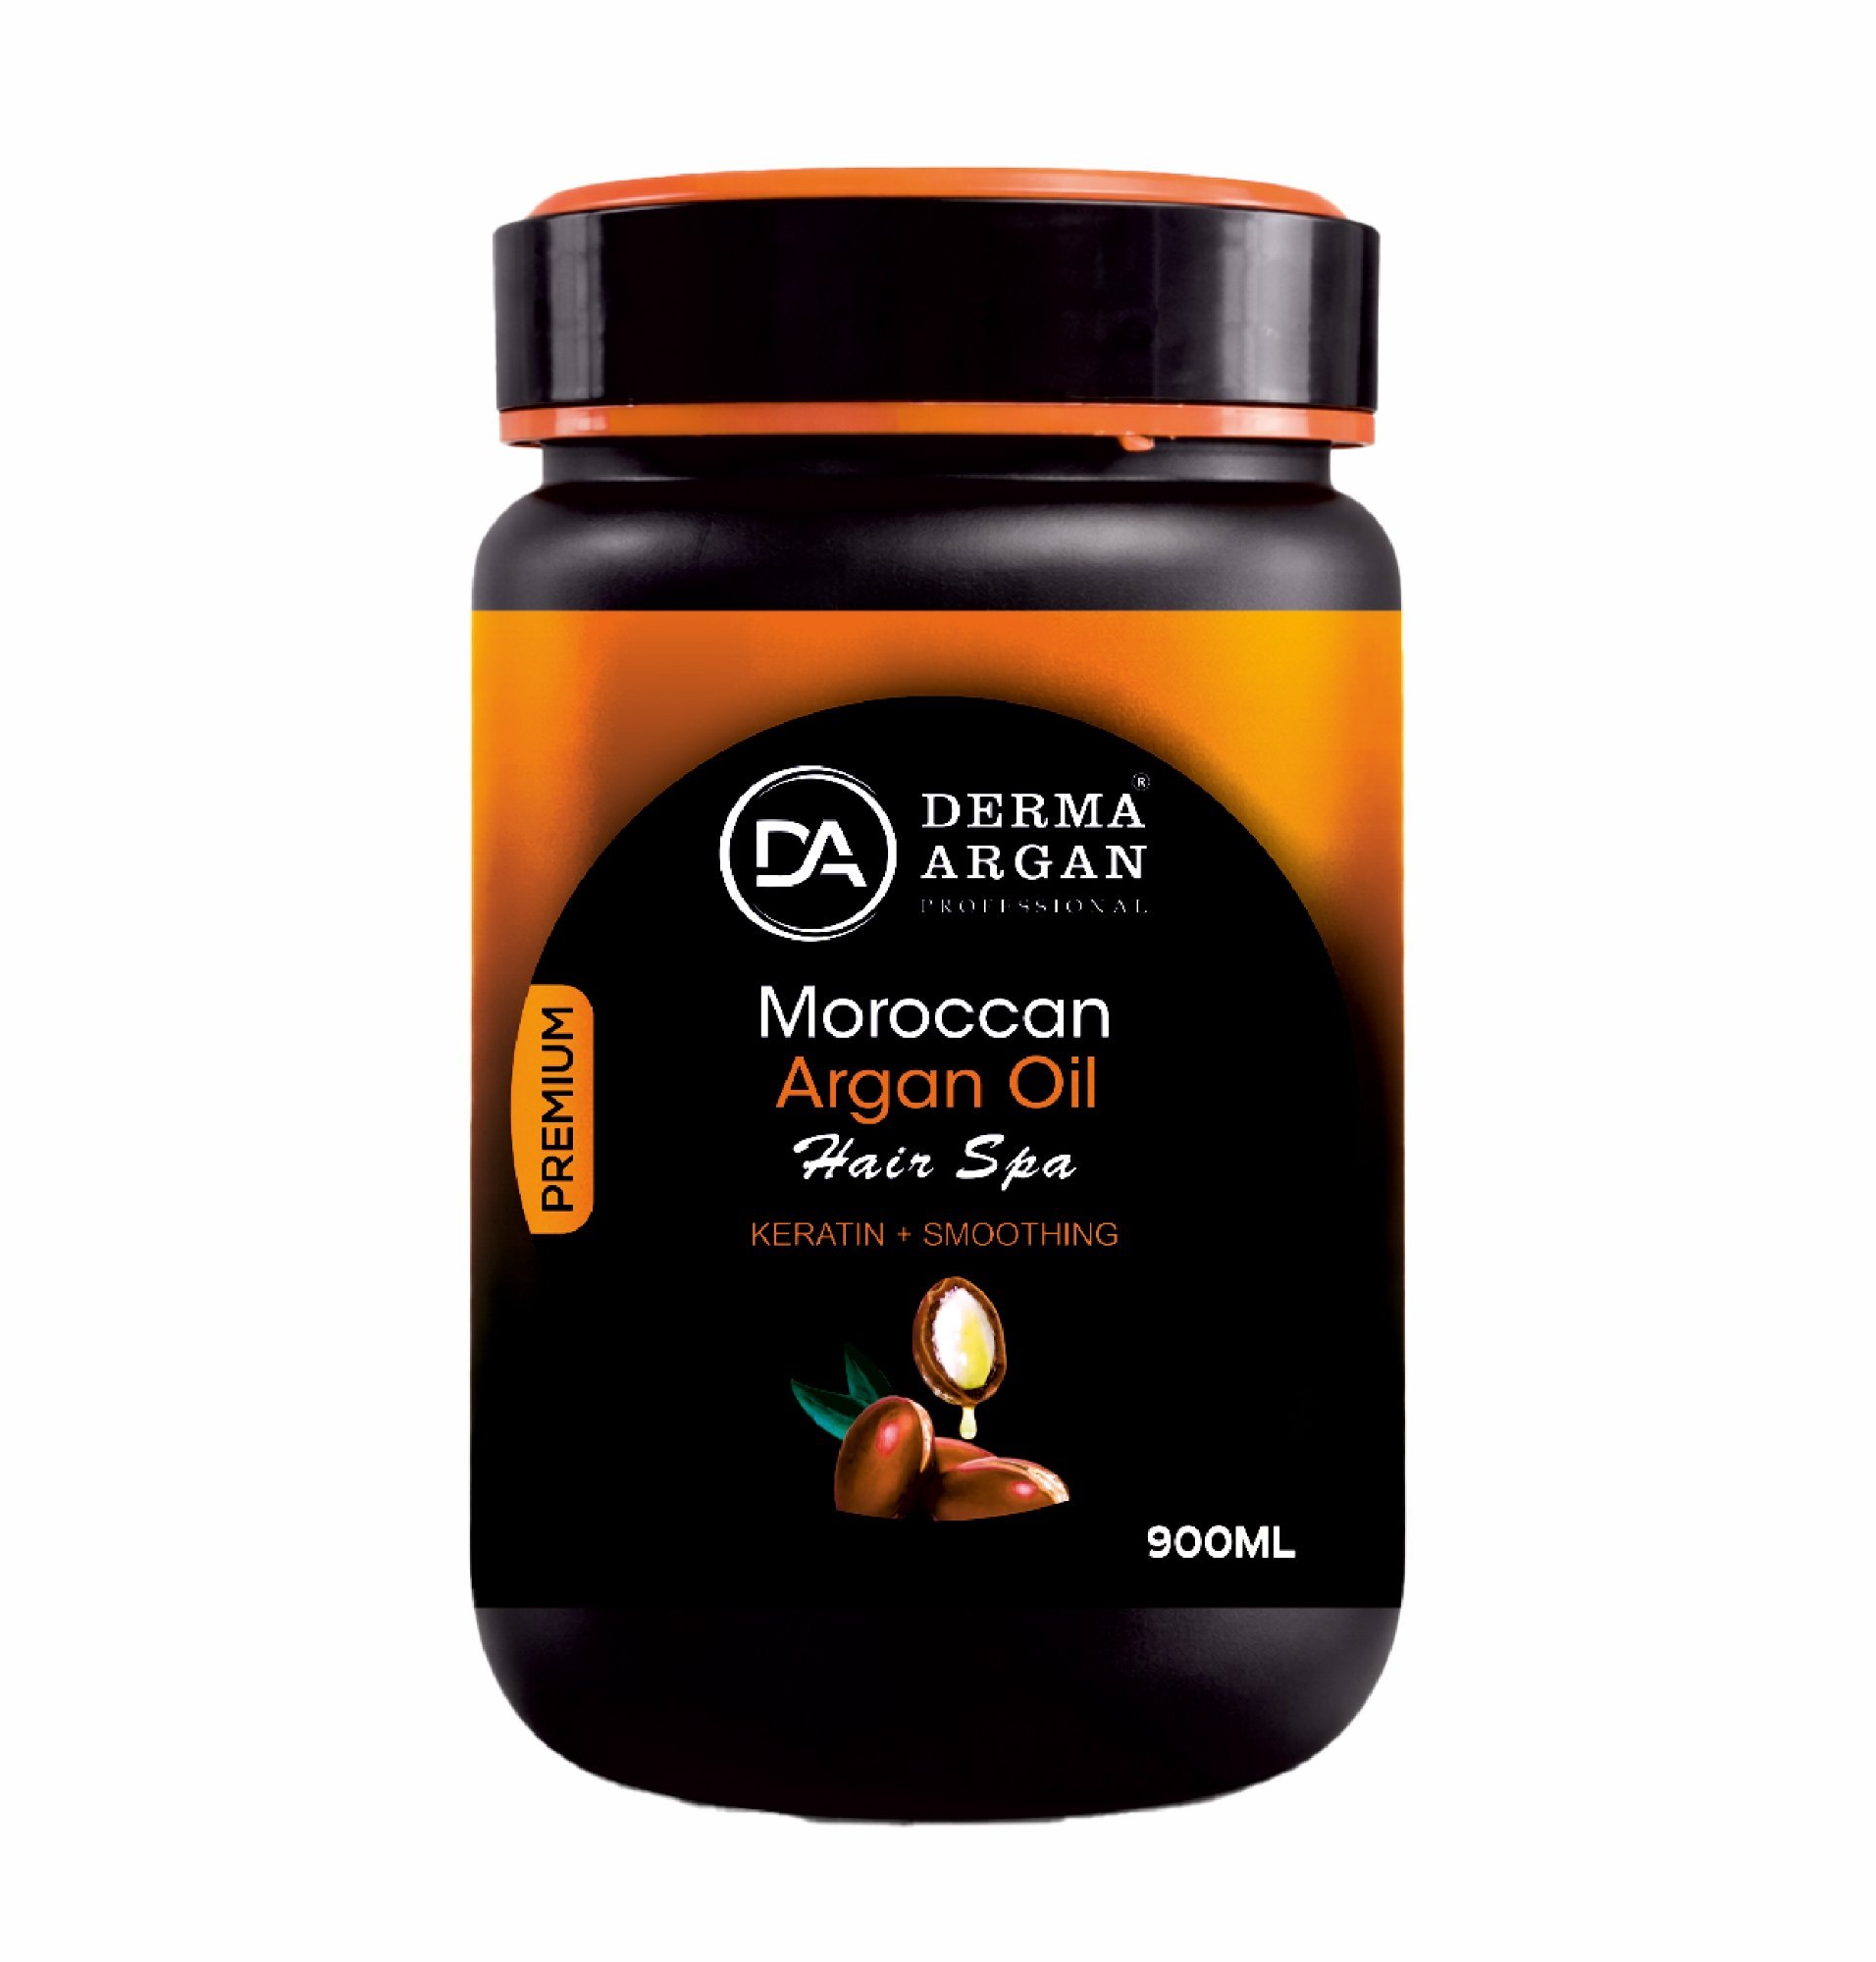 DA
DERMA®
ARGAN
PROFESSIONAL
Moroccan
Argan Oil
Hair Spa
KERATIN + SMOOTHING
PREMIUM
900ML